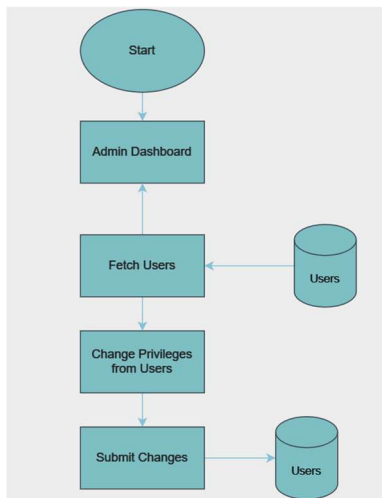 Start
Admin Dashboard
Fetch Users
Users
Change Privileges
from Users
Submit Changes
Users